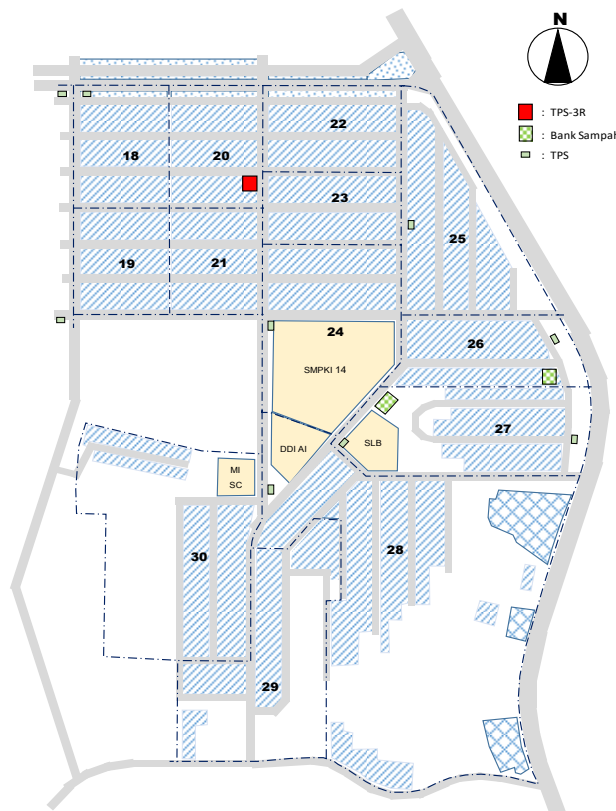 N
: TPS-3R
: Bank Sampah
: TPS
22
18
20
23
25
19
21
24
SMPKI 14
26
27
DDI AI
SLB
MI
SC
30
28
29